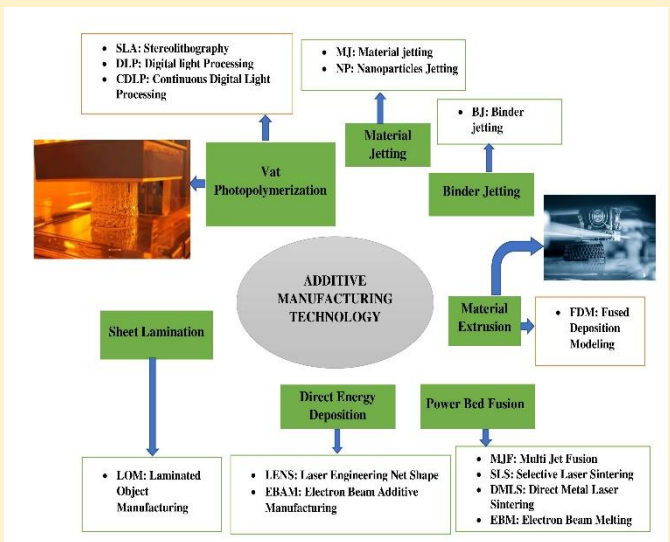 • SLA: Stereolithography
• DLP: Digital light Processing
• CDLP: Continuous Digital Light
Processing
• MJ: Material jetting
• NP: Nanoparticles Jetting
• BJ: Binder
jetting
Material
Jetting
Vat
Photopolymerization
Binder Jetting
ADDITIVE
MANUFACTURING
TECHNOLOGY
Material
Extrusion
• FDM: Fused
Deposition
Modeling
Sheet Lamination
Direct Energy
Deposition
Power Bed Fusion
• LOM: Laminated
Object
Manufacturing
• LENS: Laser Engineering Net Shape
• EBAM: Electron Beam Additive
Manufacturing
• MJF: Multi Jet Fusion
• SLS: Selective Laser Sintering
• DMLS: Direct Metal Laser
Sintering
• EBM: Electron Beam Melting